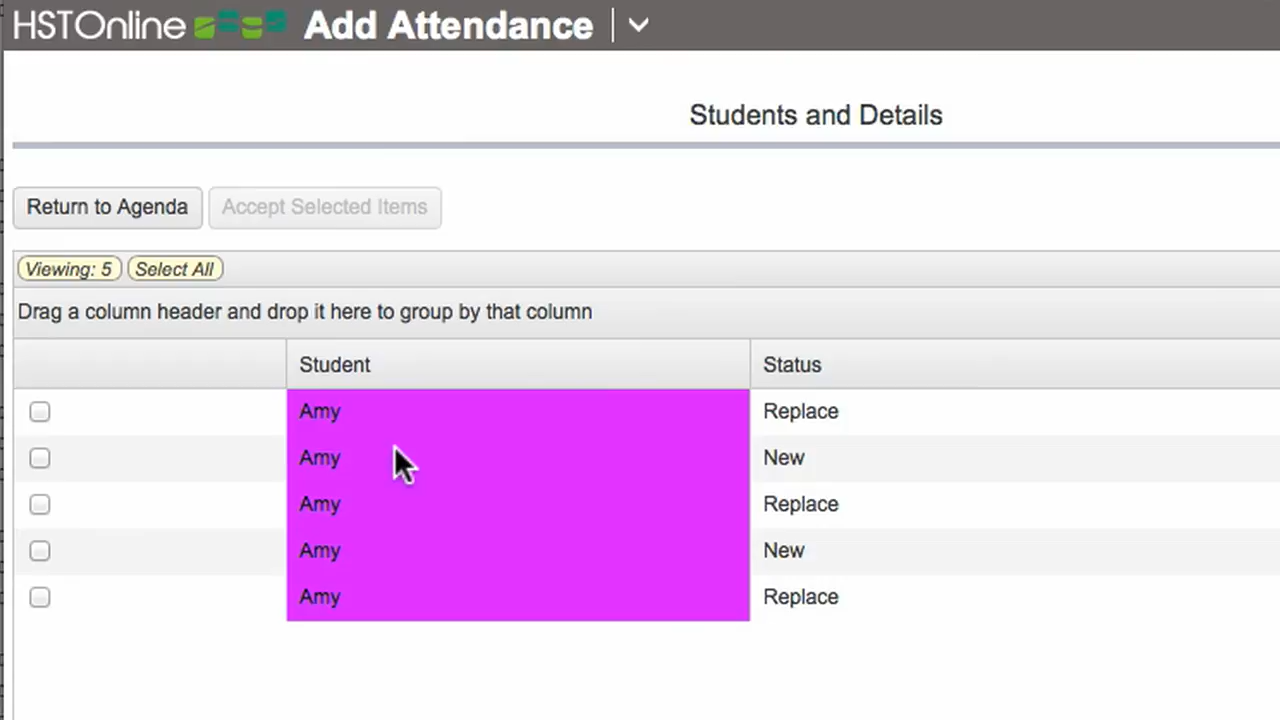 HSTOnline Add Attendance
Students and Details
Return to Agenda Accept Selected Items
Viewing: 5 Select All
Drag a column header and drop it here to group by that column
Student Status
Amy Replace
Amy New
Amy Replace
Amy New
Amy Replace